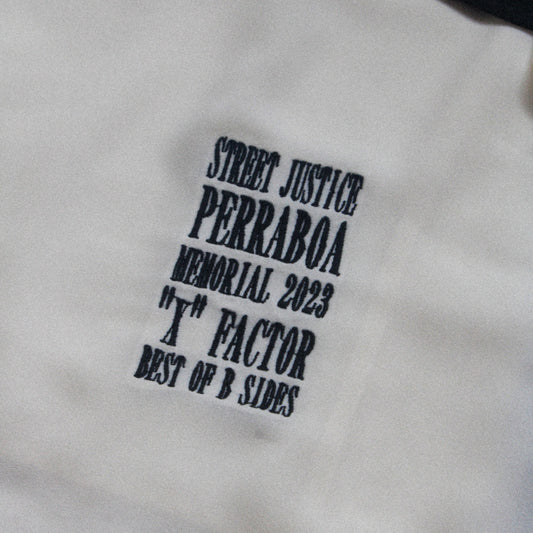 STREET JUSTICE
PERRABOA
MEMORIAL 2023
"X" FACTOR
BEST OF B SIDES